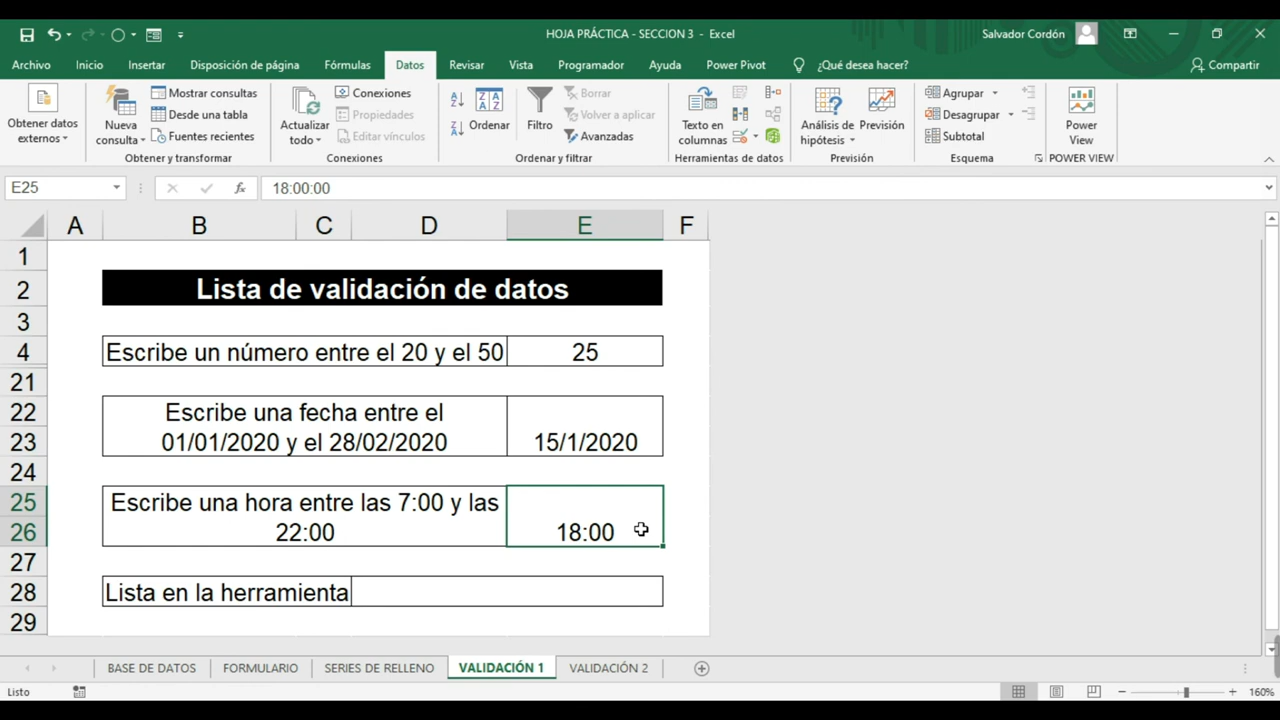 HOJA PRÁCTICA - SECCION 3 - Excel
Salvador Cordón
Archivo Inicio Insertar Disposición de página Fórmulas Datos Revisar Vista Programador Ayuda Power Pivot ¿Qué desea hacer? Compartir
Obtener datos externos
Nueva consulta
Mostrar consultas
Desde una tabla
Fuentes recientes
Obtener y transformar
Actualizar todo
Conexiones
Propiedades
Editar vínculos
Conexiones
Ordenar
Filtro
Borrar
Volver a aplicar
Avanzadas
Ordenar y filtrar
Texto en columnas
Herramientas de datos
Análisis de hipótesis
Previsión
Previsión
Agrupar
Desagrupar
Subtotal
Esquema
Power View
POWER VIEW
E25 fx 18:00:00
A B C D E F
1
2 Lista de validación de datos
3
4 Escribe un número entre el 20 y el 50 25
21
22 Escribe una fecha entre el
23 01/01/2020 y el 28/02/2020 15/1/2020
24
25 Escribe una hora entre las 7:00 y las
26 22:00 18:00
27
28 Lista en la herramienta
29
BASE DE DATOS FORMULARIO SERIES DE RELLENO VALIDACIÓN 1 VALIDACIÓN 2
Listo 160%